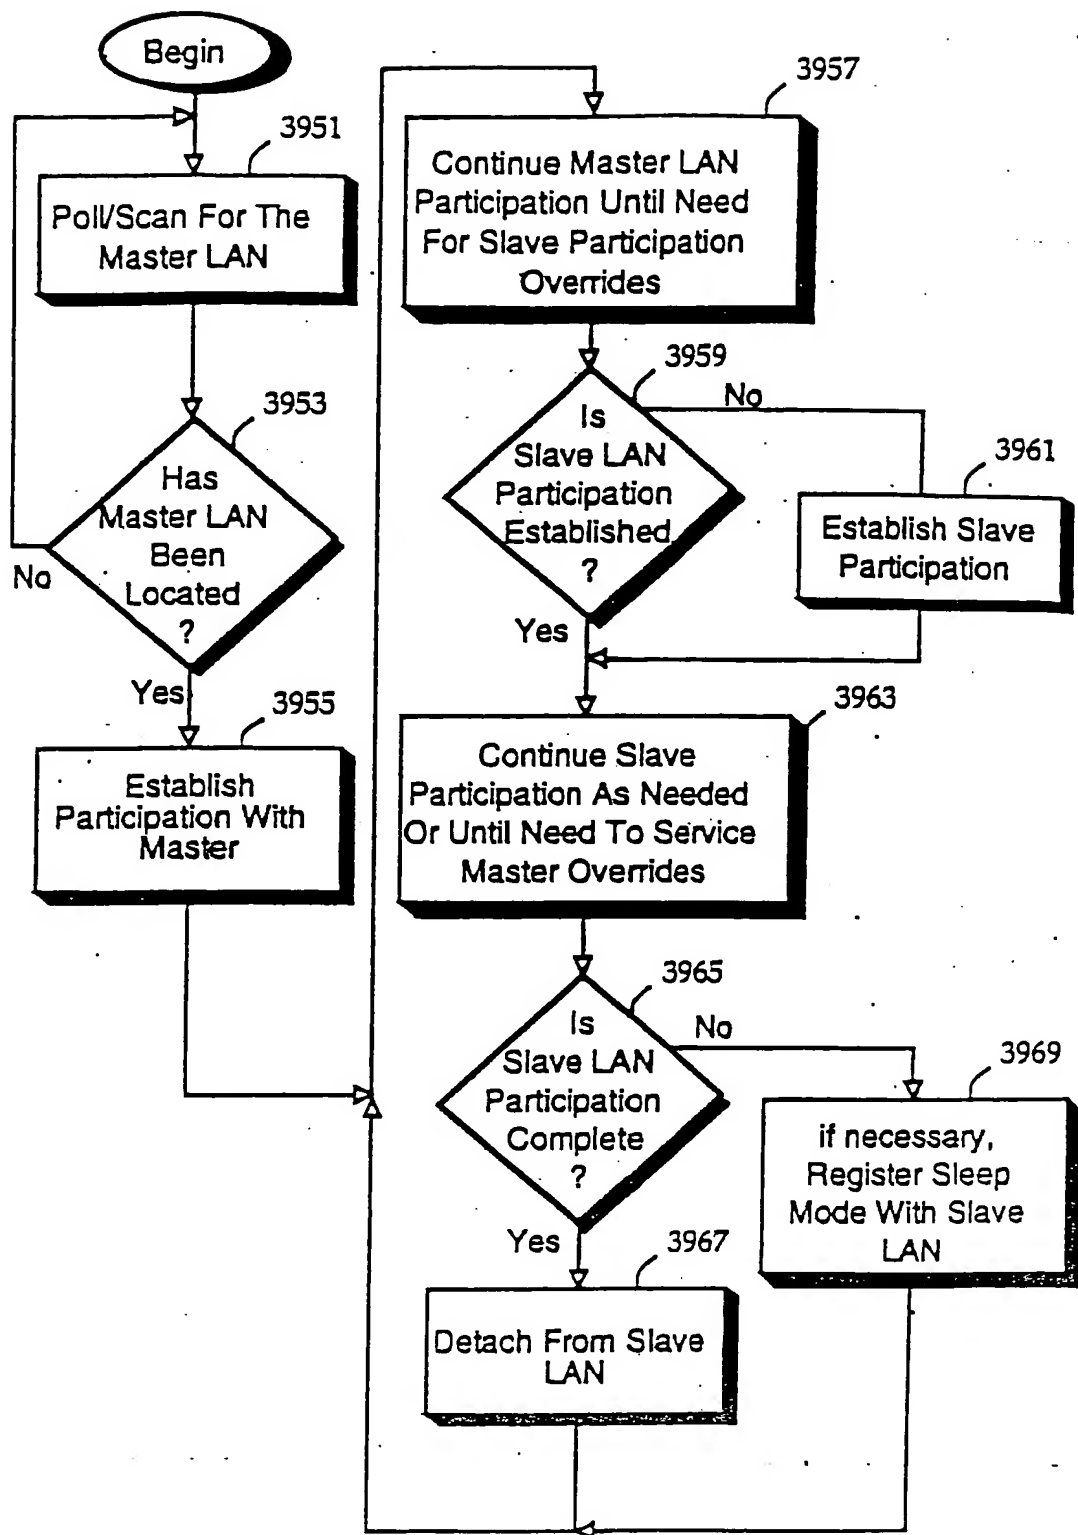 Begin
3951
Poll/Scan For The
Master LAN
3953
Has
Master LAN
Been
Located
?
No
Yes
3955
Establish
Participation With
Master
3957
Continue Master LAN
Participation Until Need
For Slave Participation
Overrides
3959
Is
Slave LAN
Participation
Established
?
No
Yes
3961
Establish Slave
Participation
3963
Continue Slave
Participation As Needed
Or Until Need To Service
Master Overrides
3965
Is
Slave LAN
Participation
Complete
?
No
Yes
3967
Detach From Slave
LAN
3969
if necessary,
Register Sleep
Mode With Slave
LAN